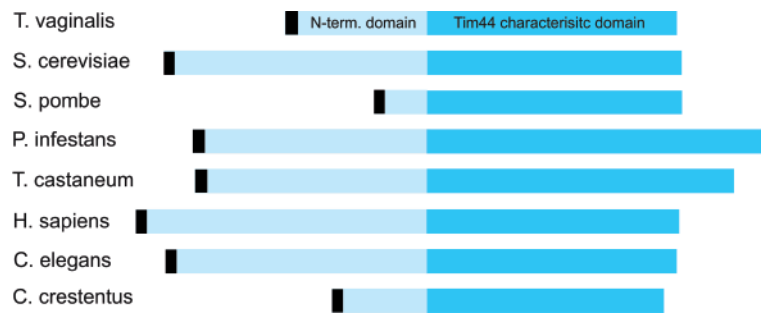 T. vaginalis N-term. domain Tim44 characterisitc domain
S. cerevisiae
S. pombe
P. infestans
T. castaneum
H. sapiens
C. elegans
C. crestentus